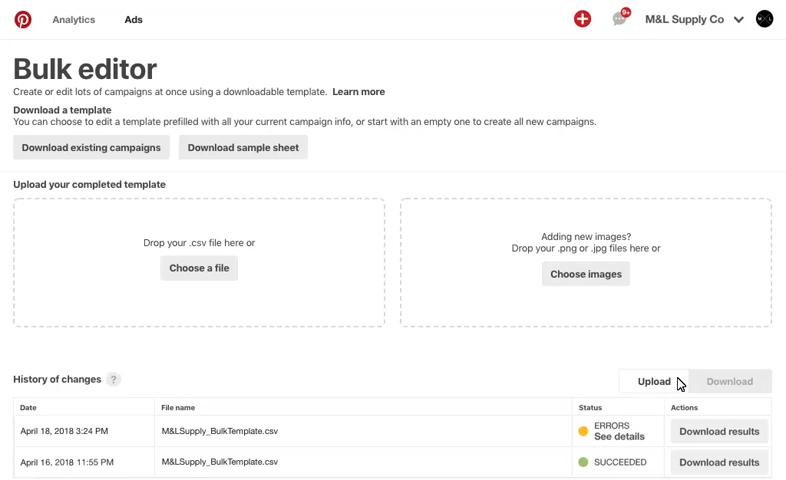 Analytics Ads 9+ M&L Supply Co M L
Bulk editor
Create or edit lots of campaigns at once using a downloadable template. Learn more
Download a template
You can choose to edit a template prefilled with all your current campaign info, or start with an empty one to create all new campaigns.
Download existing campaigns Download sample sheet
Upload your completed template
Drop your .csv file here or
Choose a file
Adding new images?
Drop your .png or .jpg files here or
Choose images
History of changes ?
Upload Download
Date File name Status Actions
April 18, 2018 3:24 PM M&LSupply_BulkTemplate.csv ERRORS
See details Download results
April 16, 2018 11:55 PM M&LSupply_BulkTemplate.csv SUCCEEDED Download results